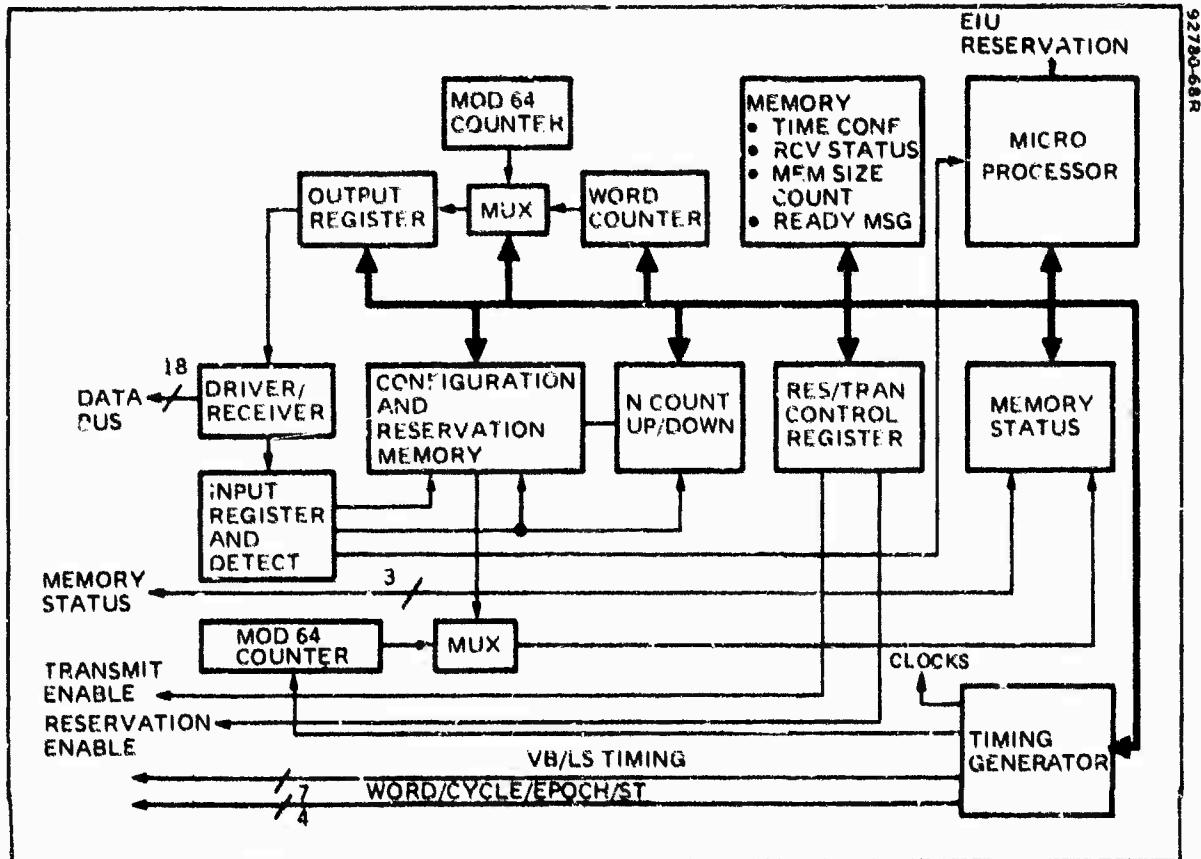 92780-68R
EIU
RESERVATION
MOD 64
COUNTER
MEMORY
• TIME CONF
• RCV STATUS
• MEM SIZE
COUNT
• READY MSG
MICRO
PROCESSOR
OUTPUT
REGISTER
MUX
WORD
COUNTER
18
DATA
BUS
DRIVER/
RECEIVER
CONFIGURATION
AND
RESERVATION
MEMORY
N COUNT
UP/DOWN
RES/TRAN
CONTROL
REGISTER
MEMORY
STATUS
INPUT
REGISTER
AND
DETECT
MEMORY
STATUS
3
MOD 64
COUNTER
MUX
TRANSMIT
ENABLE
CLOCKS
RESERVATION
ENABLE
TIMING
GENERATOR
VB/LS TIMING
7
WORD/CYCLE/EPOCH/ST
4